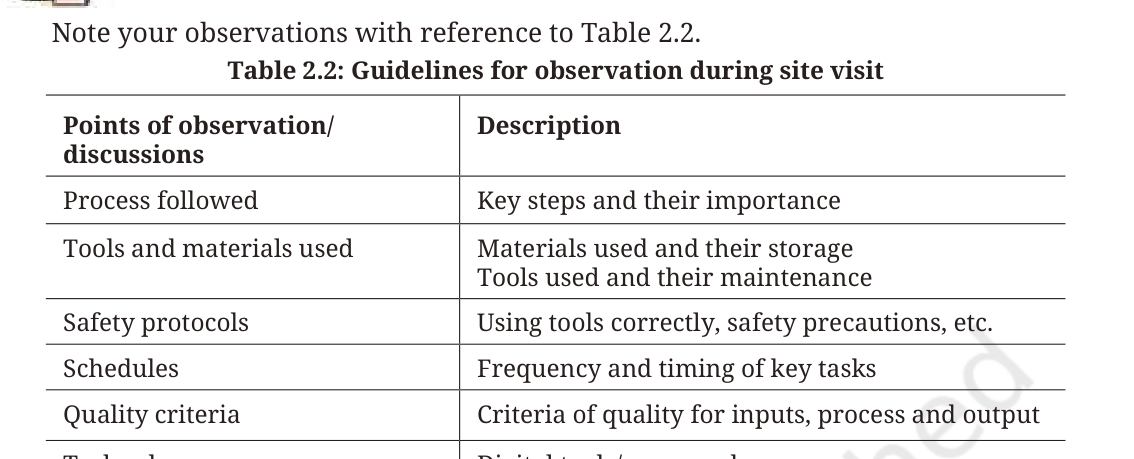 Note your observations with reference to Table 2.2.
Table 2.2: Guidelines for observation during site visit
Points of observation/
discussions
Description
Process followed
Key steps and their importance
Tools and materials used
Materials used and their storage
Tools used and their maintenance
Safety protocols
Using tools correctly, safety precautions, etc.
Schedules
Frequency and timing of key tasks
Quality criteria
Criteria of quality for inputs, process and output